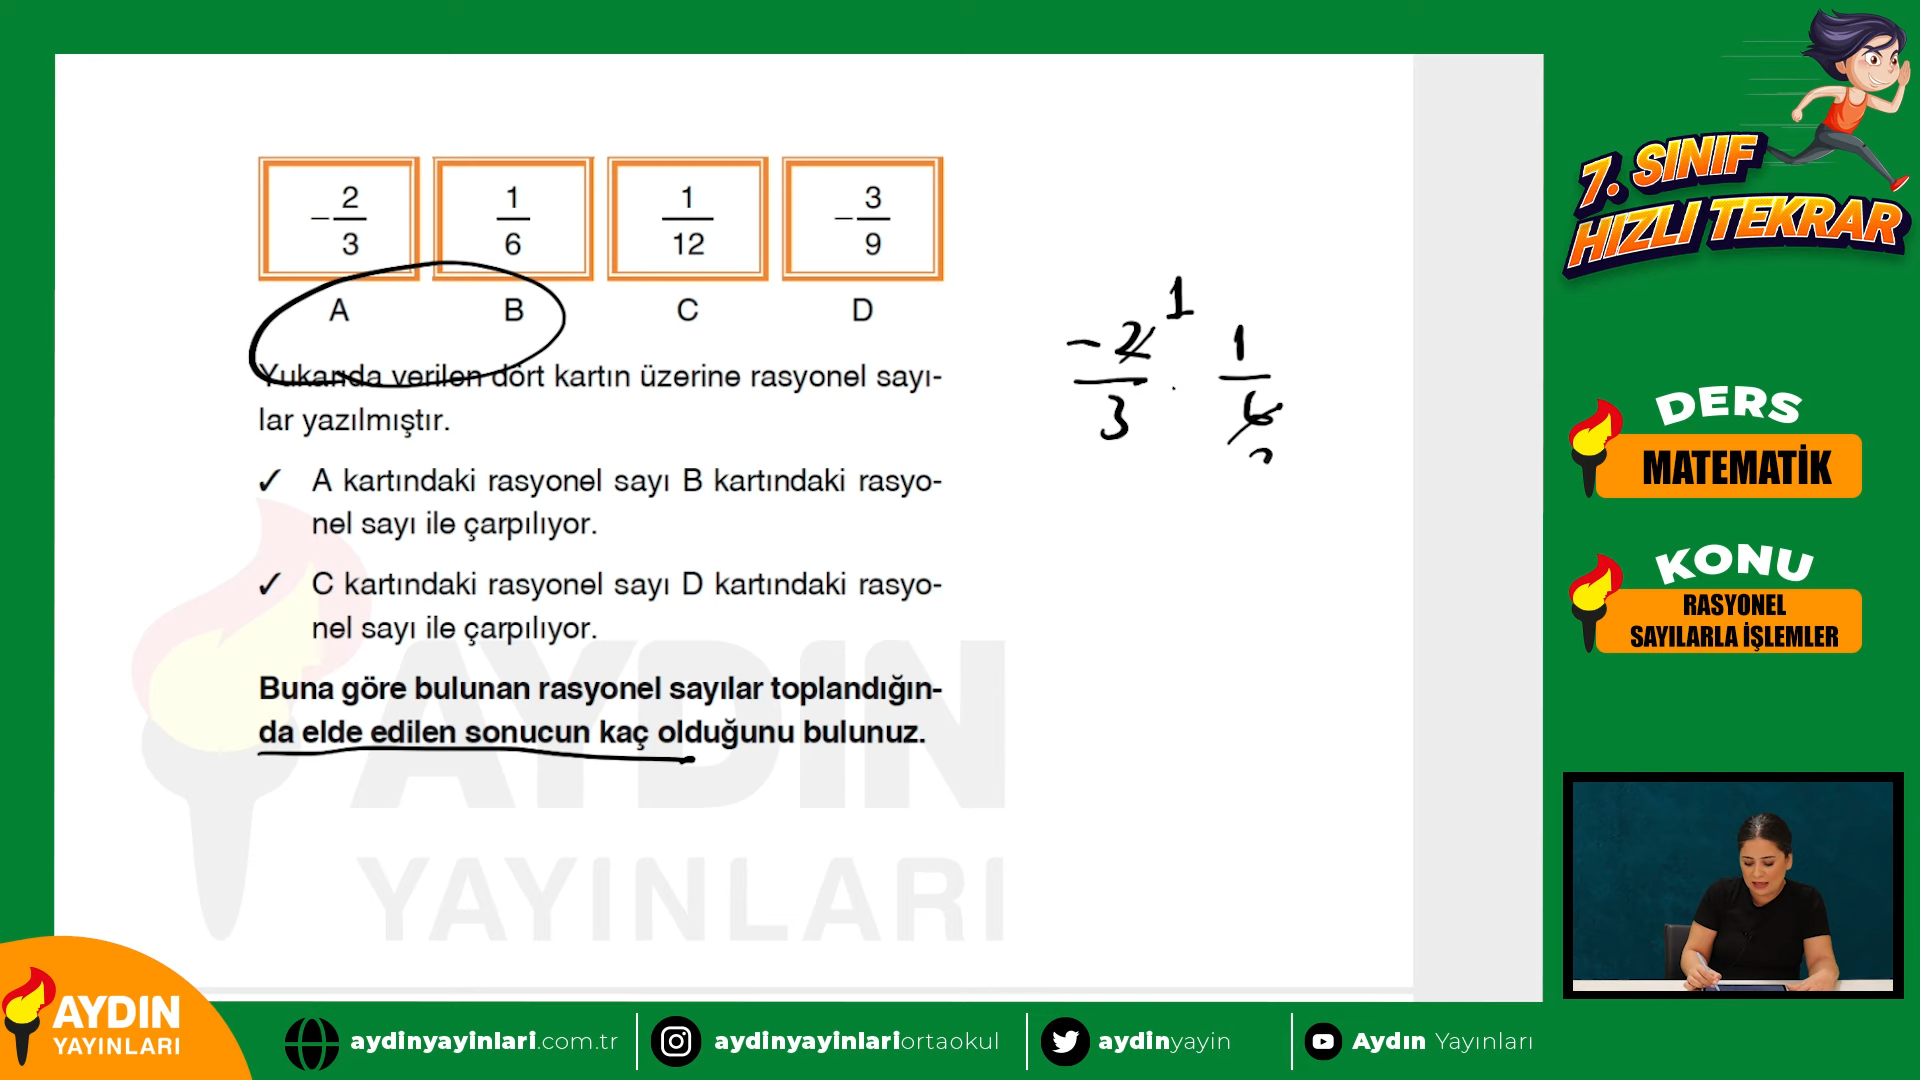 7. SINIF
HIZLI TEKRAR
-2/3
1/6
1/12
-3/9
A B C D
Yukarıda verilen dört kartın üzerine rasyonel sayı-
lar yazılmıştır.
✓ A kartındaki rasyonel sayı B kartındaki rasyo-
nel sayı ile çarpılıyor.
✓ C kartındaki rasyonel sayı D kartındaki rasyo-
nel sayı ile çarpılıyor.
Buna göre bulunan rasyonel sayılar toplandığın-
da elde edilen sonucun kaç olduğunu bulunuz.
1
-2/3 . 1/6
DERS
MATEMATİK
KONU
RASYONEL
SAYILARLA İŞLEMLER
AYDIN
YAYINLARI
AYDIN
YAYINLARI
aydinyayinlari.com.tr
aydinyayinlariortaokul
aydinyayin
Aydın Yayınları